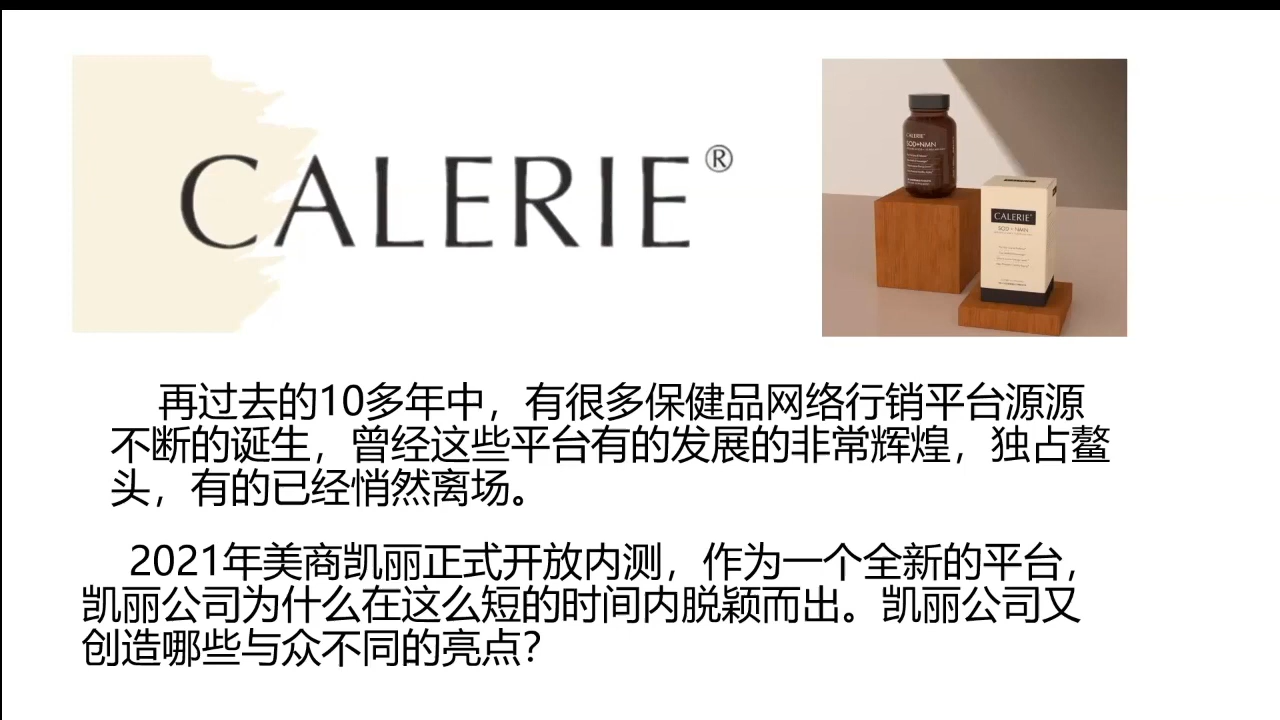 CALERIE®
CALERIE
SOD+NMN
CALERIE
SOD + NMN
再过去的10多年中，有很多保健品网络行销平台源源
不断的诞生，曾经这些平台有的发展的非常辉煌，独占鳌
头，有的已经悄然离场。
2021年美商凯丽正式开放内测，作为一个全新的平台，
凯丽公司为什么在这么短的时间内脱颖而出。凯丽公司又
创造哪些与众不同的亮点？